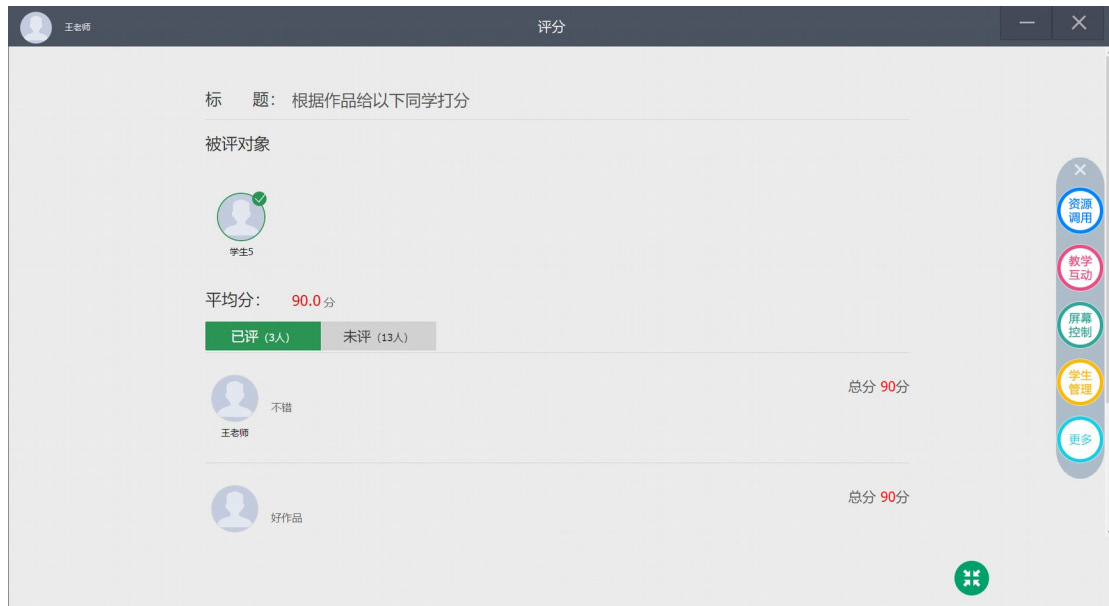 王老师
评分
标 题: 根据作品给以下同学打分
被评对象
学生5
平均分: 90.0 分
已评 (3人) 未评 (13人)
不错
总分 90分
王老师
好作品
总分 90分
资源调用
教学互动
屏幕控制
学生管理
更多